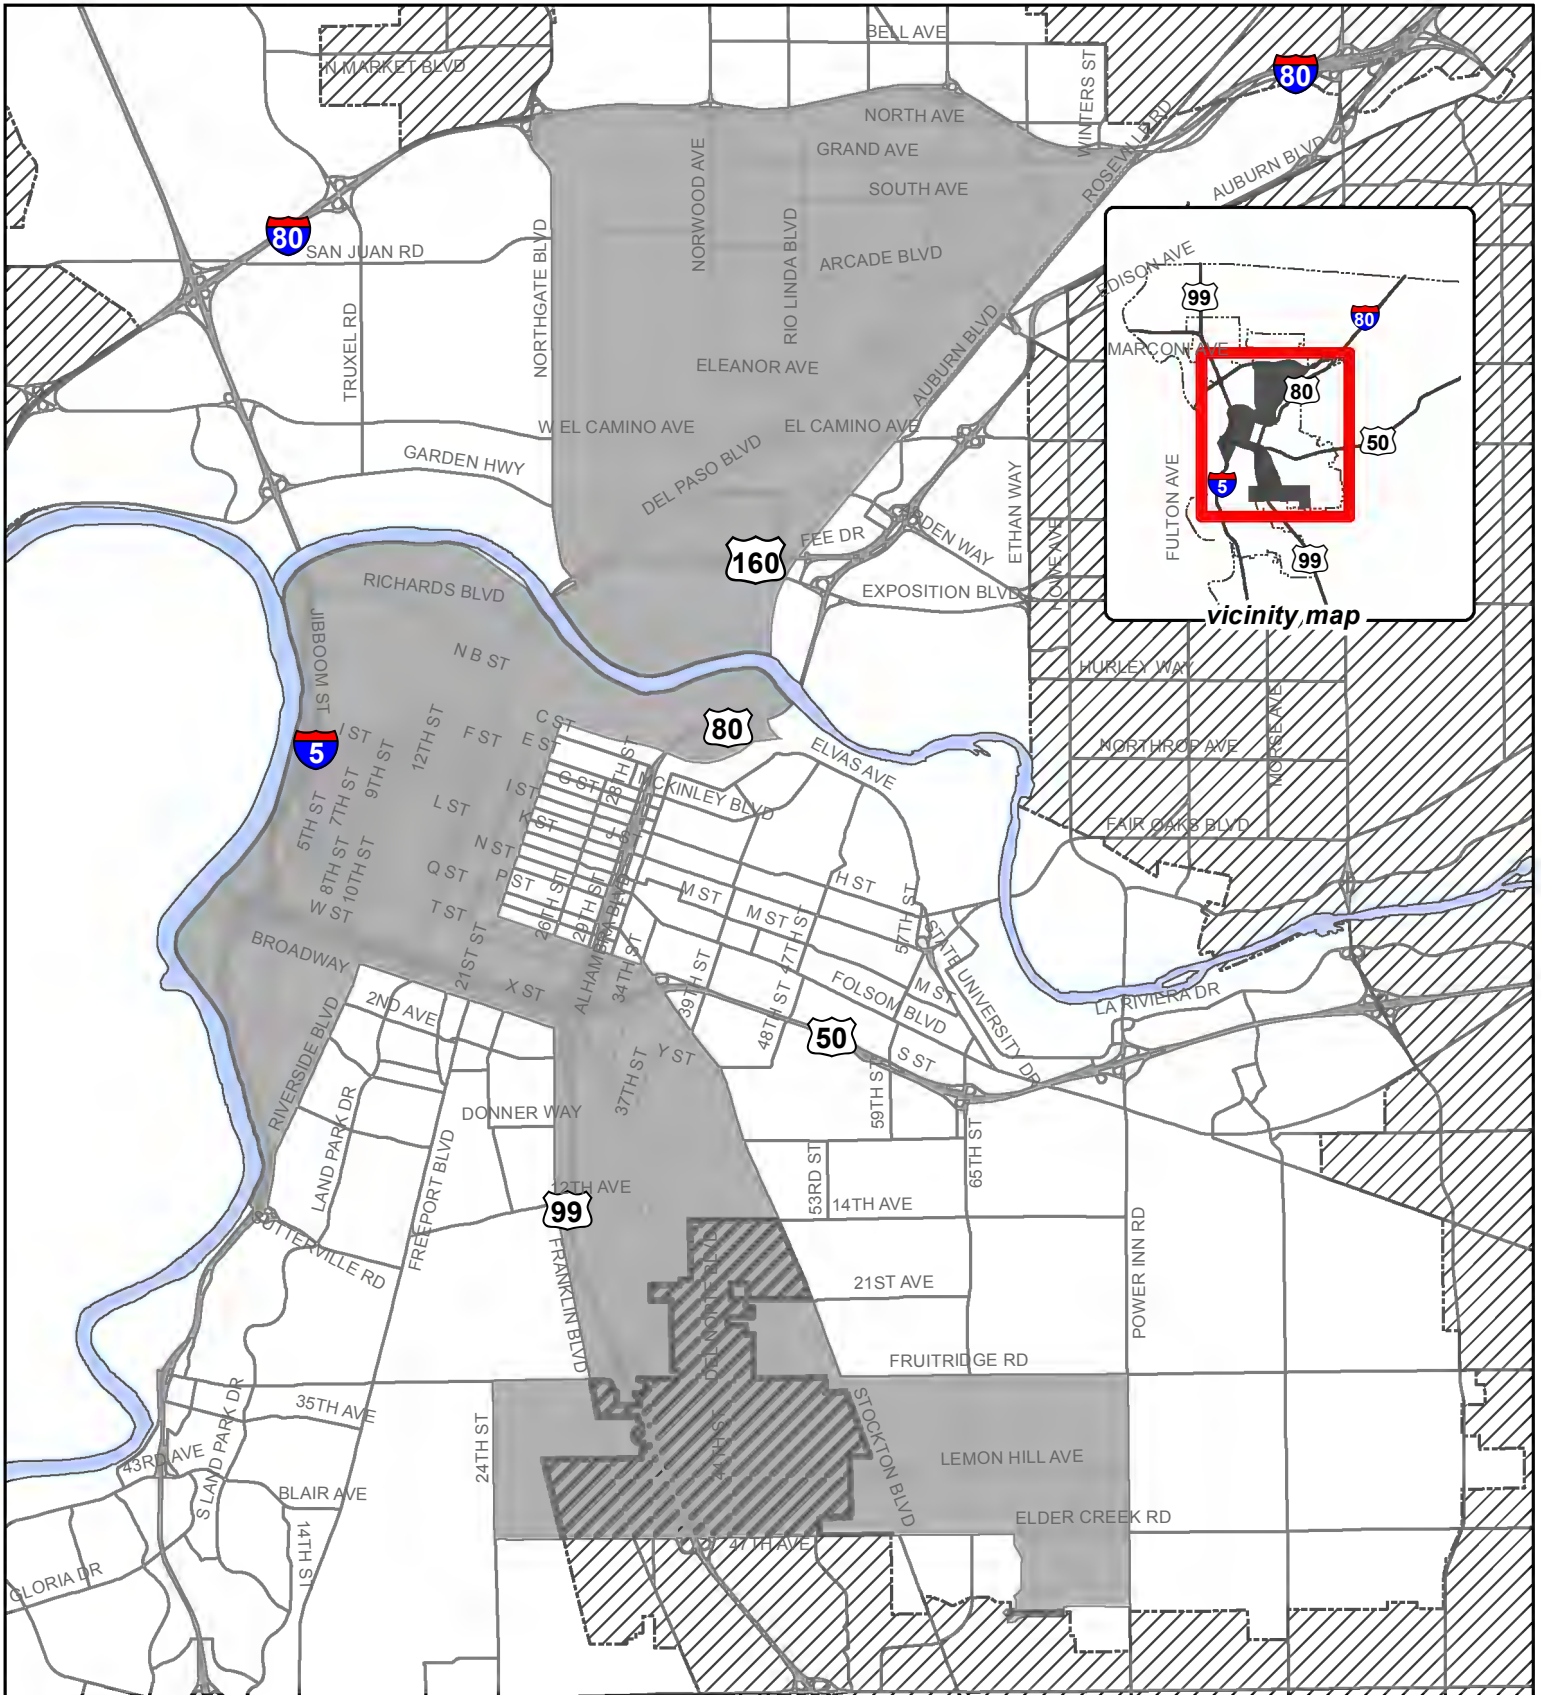 BELL AVE
N MARKET BLVD
WINTERS ST
80
NORTH AVE
GRAND AVE
NORWOOD AVE
ROSEVILLE RD
AUBURN BLVD
SOUTH AVE
80
SAN JUAN RD
NORTHGATE BLVD
RIO LINDA BLVD
ARCADE BLVD
EDISON AVE
99
80
TRUXEL RD
AUBURN BLVD
MARCONI AVE
ELEANOR AVE
80
W EL CAMINO AVE
EL CAMINO AVE
50
GARDEN HWY
DEL PASO BLVD
FULTON AVE
5
ETHAN WAY
FEE DR
160
99
RICHARDS BLVD
EXPOSITION BLVD
HOWE AVE
vicinity map
JIBBOOM ST
N B ST
HURLEY WAY
MORSE AVE
C ST
80
I ST
12TH ST
F ST
E ST
5
9TH ST
28TH ST
ELVAS AVE
NORTHROP AVE
G ST
MCKINLEY BLVD
I ST
7TH ST
5TH ST
L ST
K ST
FAIR OAKS BLVD
N ST
8TH ST
10TH ST
Q ST
P ST
H ST
M ST
W ST
T ST
26TH ST
29TH ST
M ST
47TH ST
57TH ST
BROADWAY
21ST ST
34TH ST
39TH ST
STATE UNIVERSITY DR
X ST
FOLSOM BLVD
M ST
LA RIVIERA DR
2ND AVE
48TH ST
50
RIVERSIDE BLVD
Y ST
S ST
37TH ST
59TH ST
DONNER WAY
LAND PARK DR
FREEPORT BLVD
65TH ST
53RD ST
12TH AVE
14TH AVE
99
SUTTERVILLE RD
FRANKLIN BLVD
DEL NORTE BLVD
21ST AVE
POWER INN RD
FRUITRIDGE RD
35TH AVE
S LAND PARK DR
24TH ST
44TH ST
STOCKTON BLVD
43RD AVE
LEMON HILL AVE
BLAIR AVE
14TH ST
ELDER CREEK RD
47TH AVE
GLORIA DR